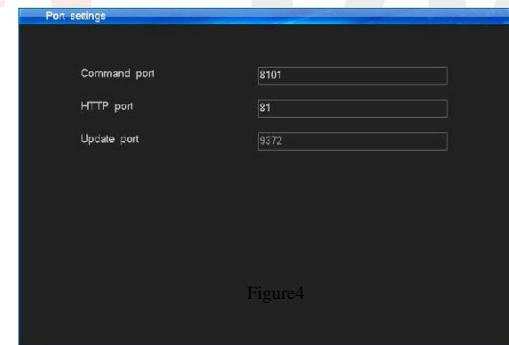 Port settings
Command port 8101
HTTP port 81
Update port 9372
Figure4